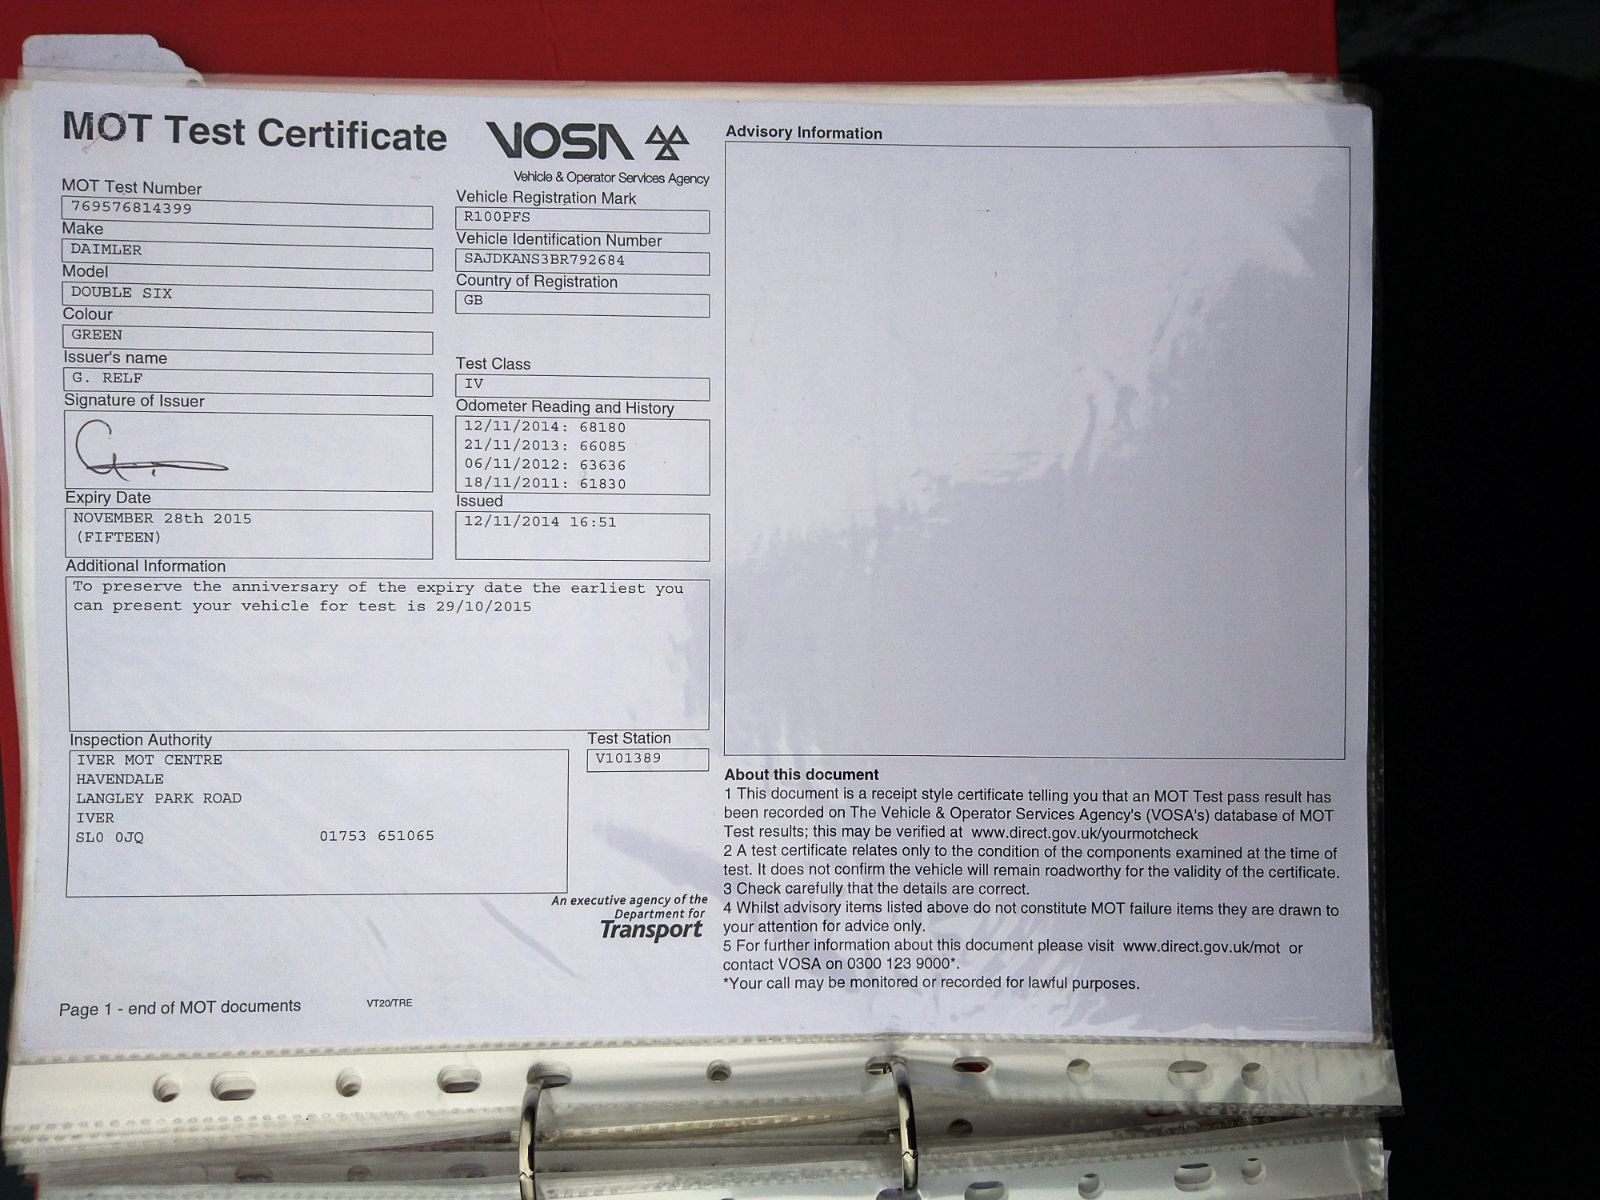 MOT Test Certificate
VOSA
Vehicle & Operator Services Agency
MOT Test Number
769576814399
Make
DAIMLER
Model
DOUBLE SIX
Colour
GREEN
Issuer's name
G. RELF
Signature of Issuer
Expiry Date
NOVEMBER 28th 2015
(FIFTEEN)
Vehicle Registration Mark
R100PFS
Vehicle Identification Number
SAJDKANS3BR792684
Country of Registration
GB
Test Class
IV
Odometer Reading and History
12/11/2014: 68180
21/11/2013: 66085
06/11/2012: 63636
18/11/2011: 61830
Issued
12/11/2014 16:51
Additional Information
To preserve the anniversary of the expiry date the earliest you
can present your vehicle for test is 29/10/2015
Inspection Authority
IVER MOT CENTRE
HAVENDALE
LANGLEY PARK ROAD
IVER
SL0 0JQ 01753 651065
Test Station
V101389
An executive agency of the
Department for
Transport
Page 1 - end of MOT documents
VT20/TRE
Advisory Information
About this document
1 This document is a receipt style certificate telling you that an MOT Test pass result has
been recorded on The Vehicle & Operator Services Agency's (VOSA's) database of MOT
Test results; this may be verified at www.direct.gov.uk/yourmotcheck
2 A test certificate relates only to the condition of the components examined at the time of
test. It does not confirm the vehicle will remain roadworthy for the validity of the certificate.
3 Check carefully that the details are correct.
4 Whilst advisory items listed above do not constitute MOT failure items they are drawn to
your attention for advice only.
5 For further information about this document please visit www.direct.gov.uk/mot or
contact VOSA on 0300 123 9000*.
*Your call may be monitored or recorded for lawful purposes.